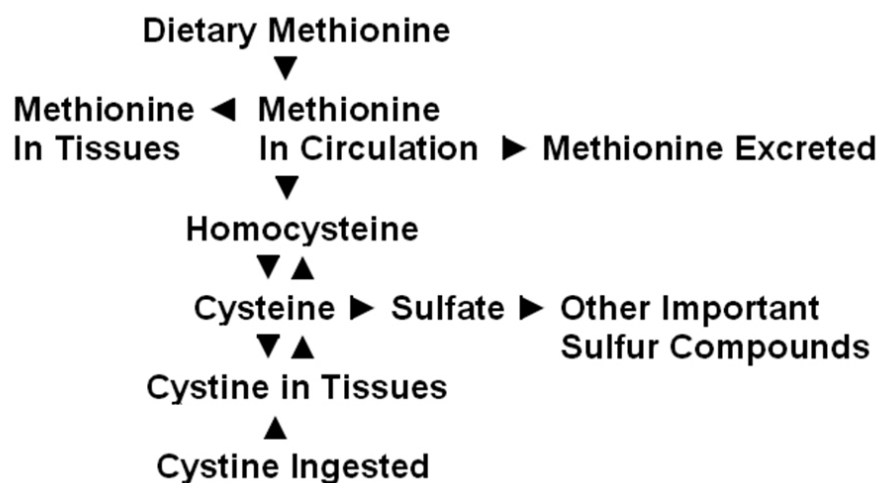 Dietary Methionine
Methionine In Tissues
Methionine In Circulation
Methionine Excreted
Homocysteine
Cysteine Sulfate Other Important
Sulfur Compounds
Cystine in Tissues
Cystine Ingested